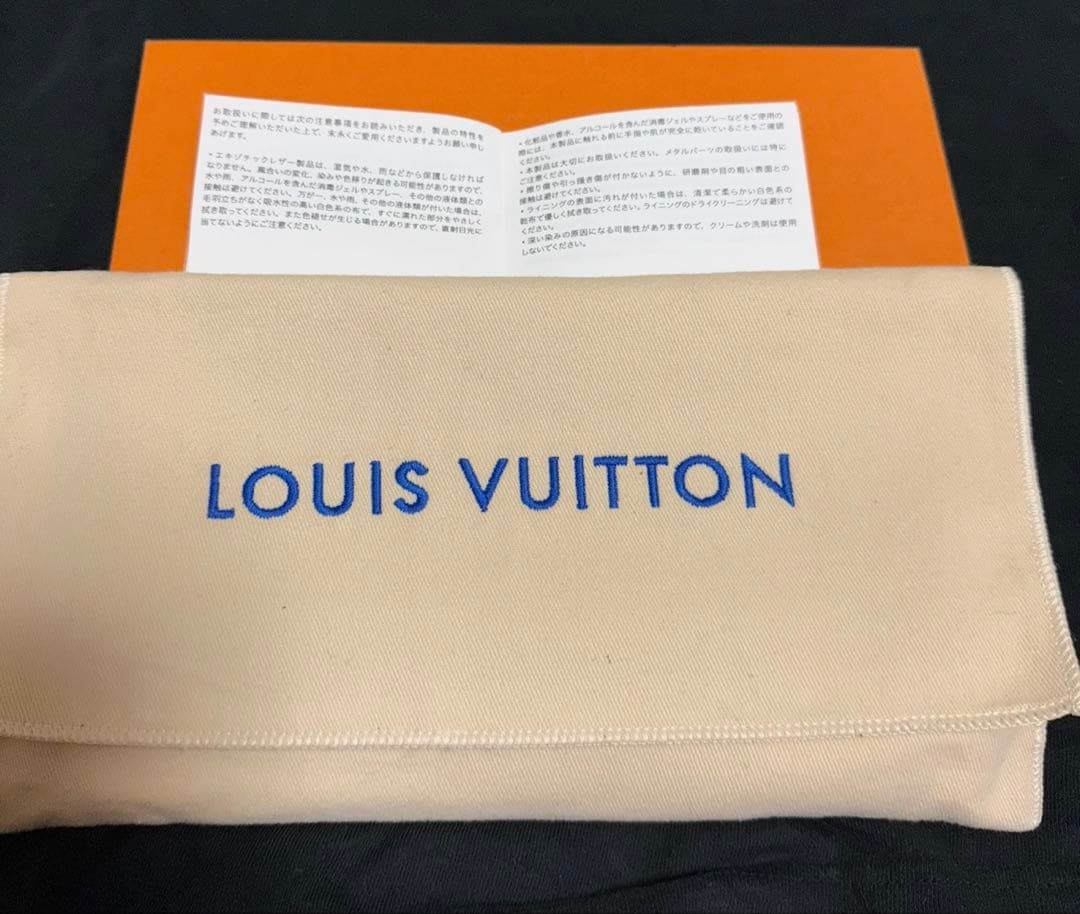 お取扱いに際しては次の注意事項をお読みいただき、製品の特性を
予めご理解いただいた上で、末永くご愛用くださいますようお願い申し
あげます。
・エキゾチックレザー製品は、湿気や水、雨などから保護しなければ
なりません。風合いの変化、染みや色移りが起きる可能性がありますので、
水や雨、アルコールを含んだ消毒ジェルやスプレー、その他の液体類との
接触は避けてください。万が一、水や雨、その他の液体類が付いた場合は、
毛羽立ちがなく吸水性の高い白色系の布で、すぐに濡れた部分をやさしく
拭き取ってください。また色褪せが生じる場合がありますので、直射日光に
当てないようにご注意ください。
・化粧品や香水、アルコールを含んだ消毒ジェルやスプレーなどをご使用の
際には、本製品に触れる前に手指や肌が完全に乾いていることをご確認
ください。
・本製品は大切にお取扱いください。メタルパーツの取扱いには特に
ご注意ください。
・擦り傷や引っ掻き傷が付かないように、研磨剤や目の粗い表面との
接触は避けてください。
・ライニングの表面に汚れが付いた場合は、清潔で柔らかい白色系の
乾布で優しく拭き取ってください。ライニングのドライクリーニングは避けて
ください。
・深い染みの原因になる可能性がありますので、クリームや洗剤は使用
しないでください。
LOUIS VUITTON